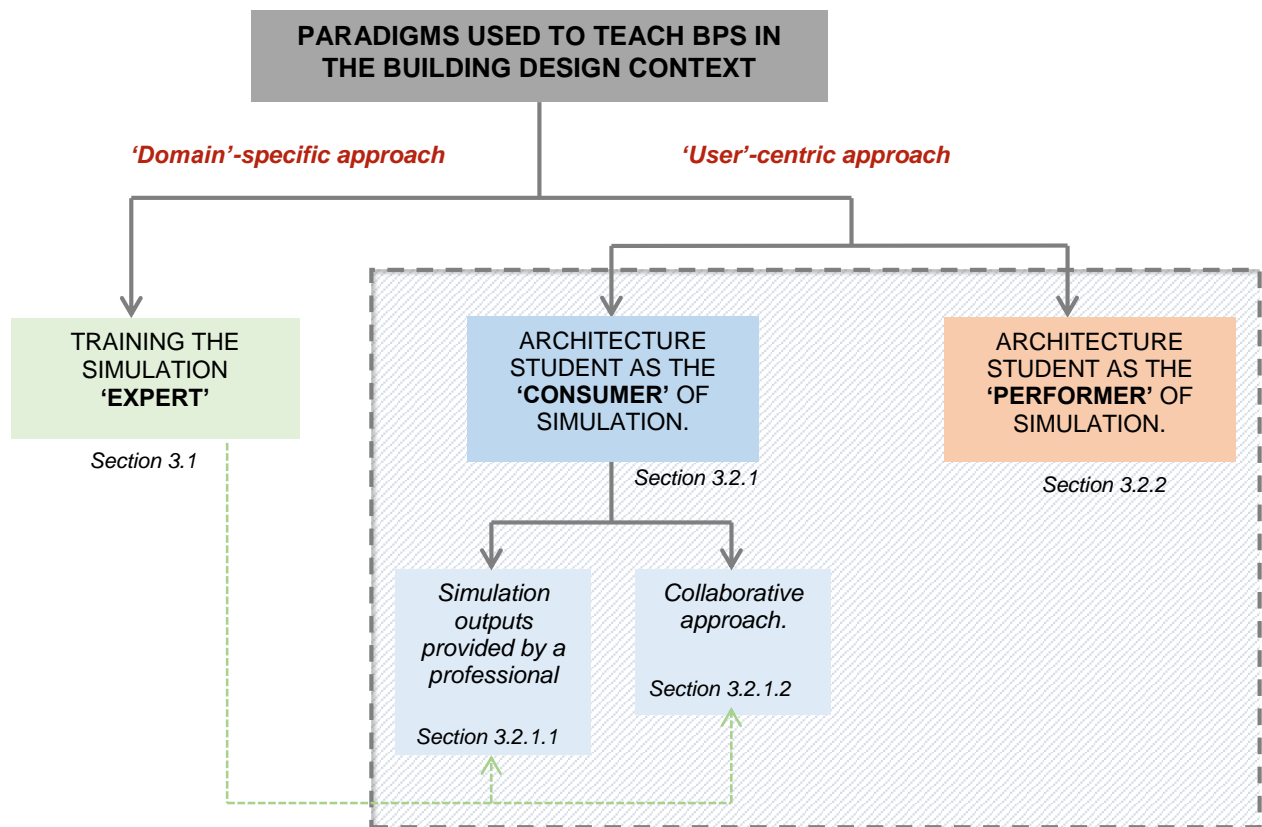 PARADIGMS USED TO TEACH BPS IN
THE BUILDING DESIGN CONTEXT
‘Domain’-specific approach
‘User’-centric approach
TRAINING THE
SIMULATION
‘EXPERT’
Section 3.1
ARCHITECTURE
STUDENT AS THE
‘CONSUMER’ OF
SIMULATION.
Section 3.2.1
ARCHITECTURE
STUDENT AS THE
‘PERFORMER’ OF
SIMULATION.
Section 3.2.2
Simulation
outputs
provided by a
professional
Section 3.2.1.1
Collaborative
approach.
Section 3.2.1.2